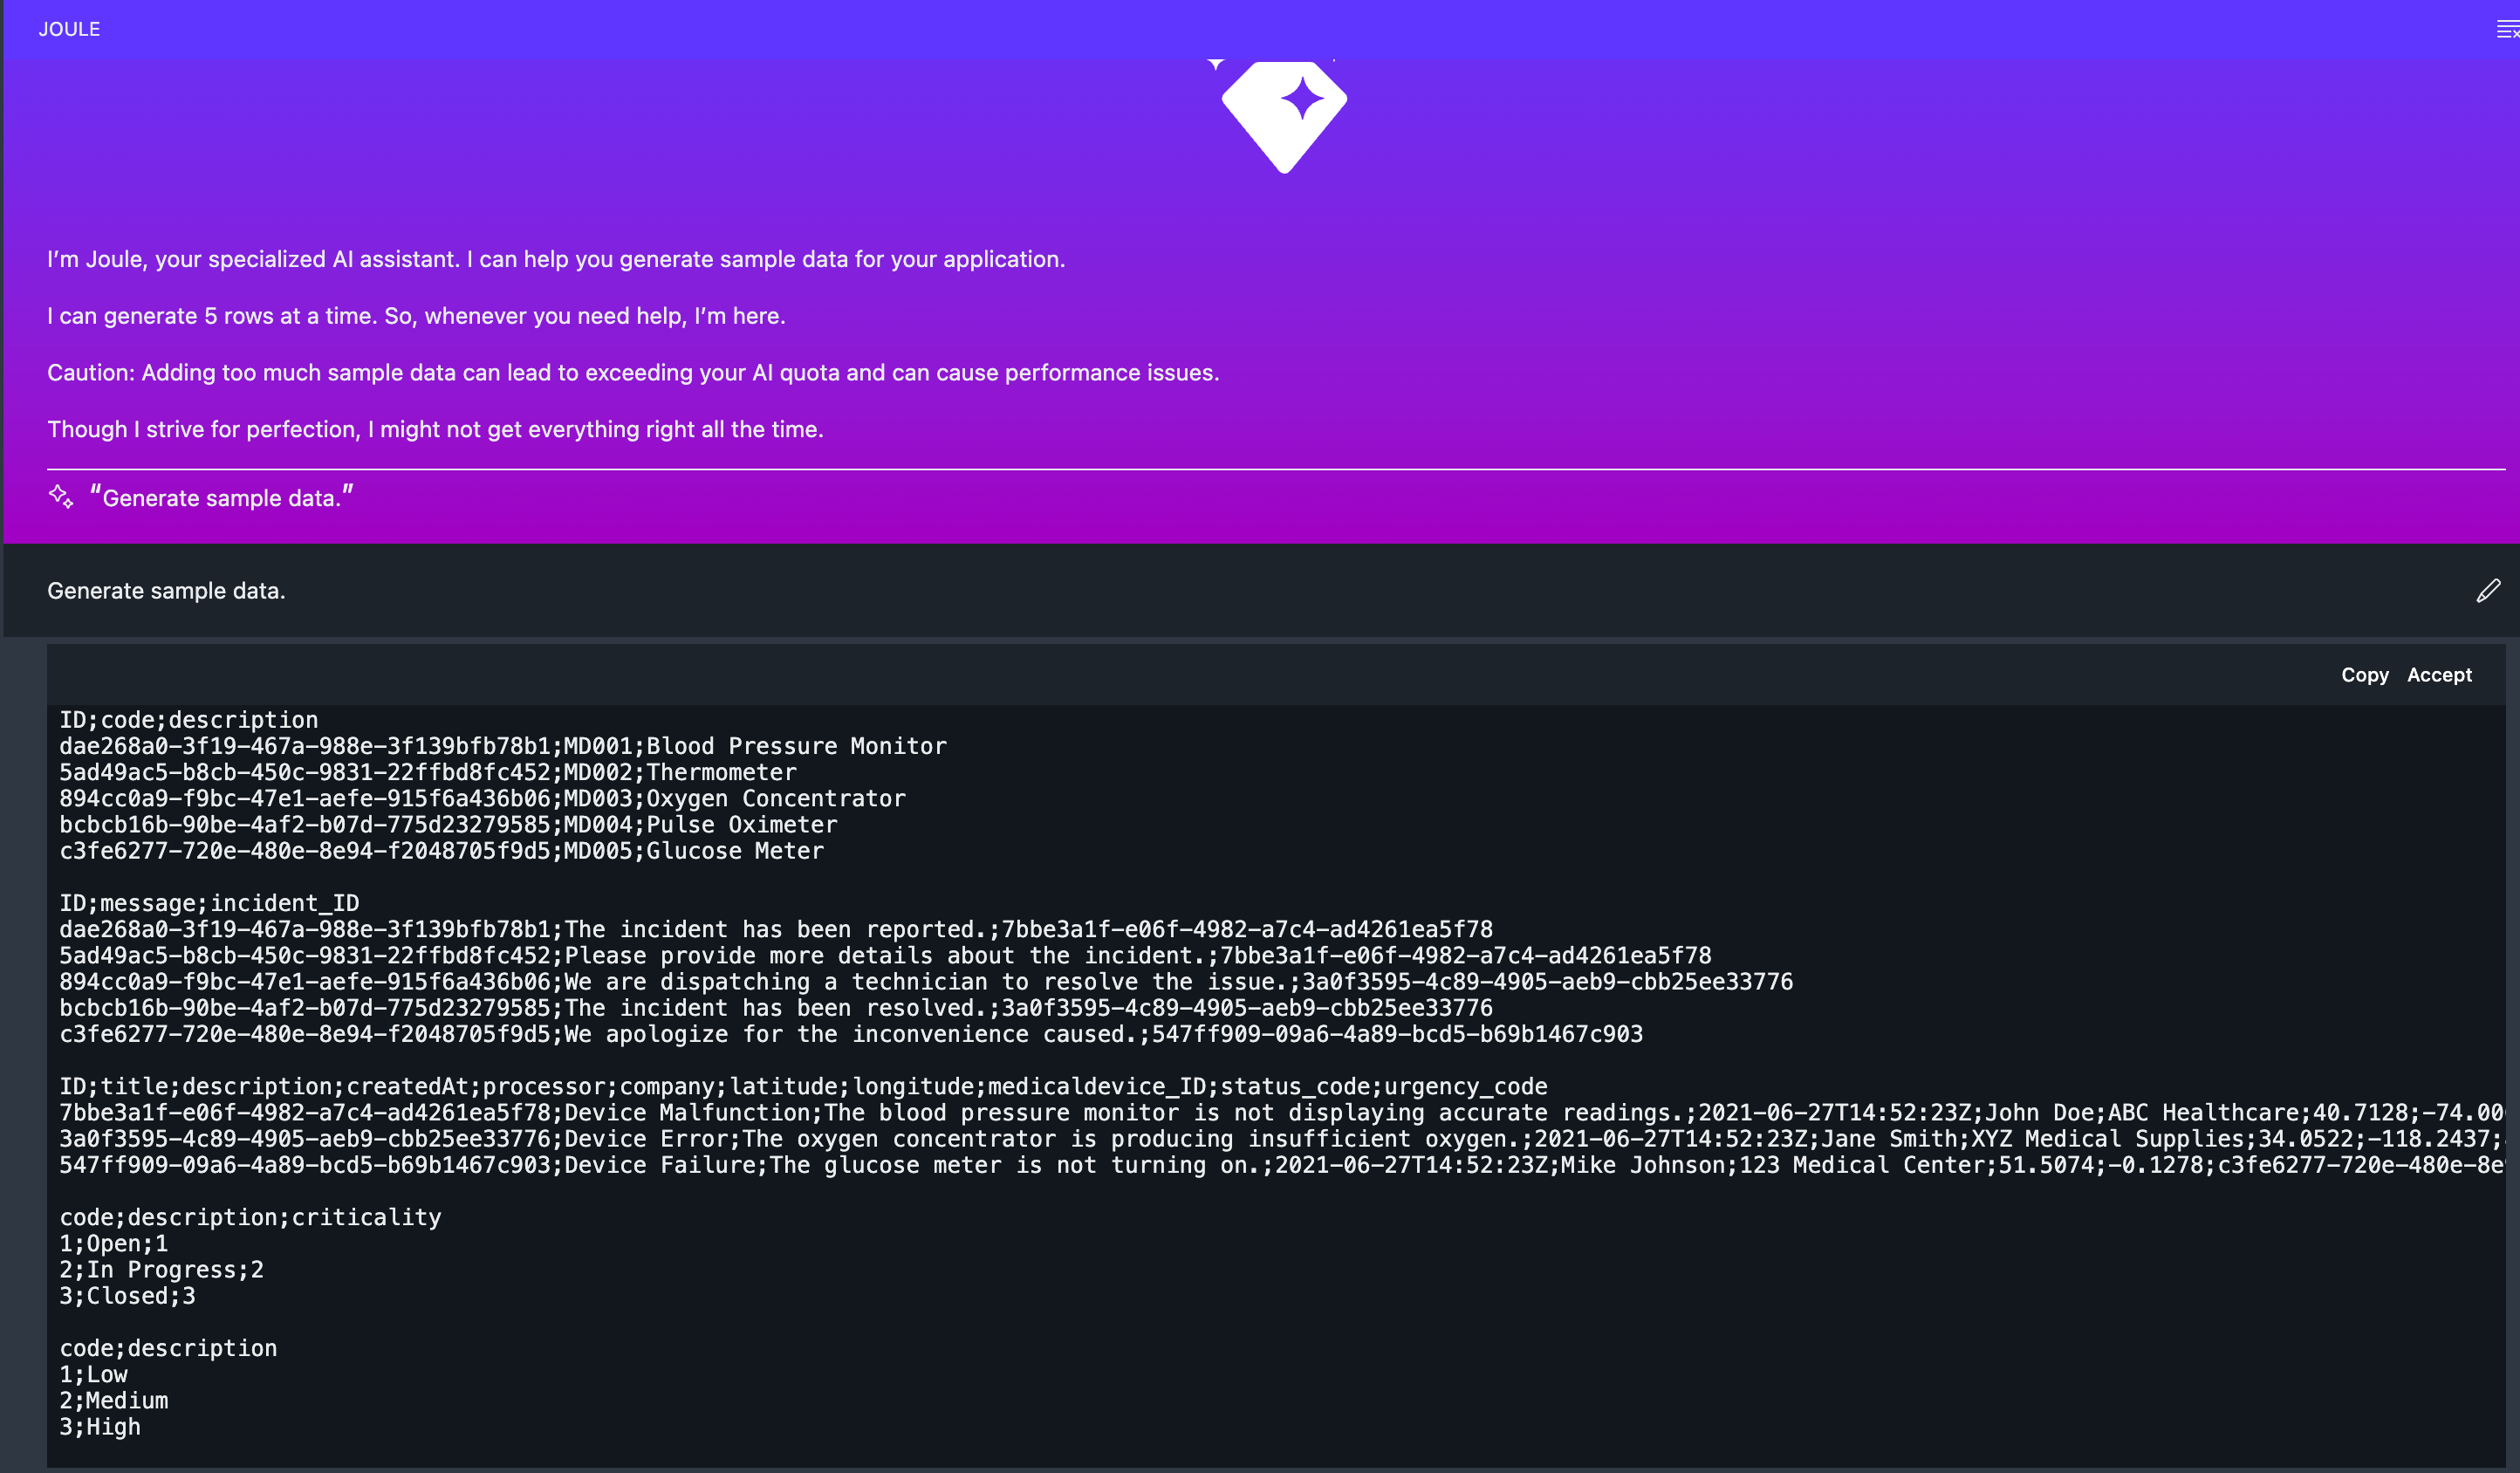 JOULE
I’m Joule, your specialized AI assistant. I can help you generate sample data for your application.
I can generate 5 rows at a time. So, whenever you need help, I’m here.
Caution: Adding too much sample data can lead to exceeding your AI quota and can cause performance issues.
Though I strive for perfection, I might not get everything right all the time.
“Generate sample data.”
Generate sample data.
Copy Accept
ID;code;description
dae268a0-3f19-467a-988e-3f139bfb78b1;MD001;Blood Pressure Monitor
5ad49ac5-b8cb-450c-9831-22ffbd8fc452;MD002;Thermometer
894cc0a9-f9bc-47e1-aefe-915f6a436b06;MD003;Oxygen Concentrator
bcbcb16b-90be-4af2-b07d-775d23279585;MD004;Pulse Oximeter
c3fe6277-720e-480e-8e94-f2048705f9d5;MD005;Glucose Meter
ID;message;incident_ID
dae268a0-3f19-467a-988e-3f139bfb78b1;The incident has been reported.;7bbe3a1f-e06f-4982-a7c4-ad4261ea5f78
5ad49ac5-b8cb-450c-9831-22ffbd8fc452;Please provide more details about the incident.;7bbe3a1f-e06f-4982-a7c4-ad4261ea5f78
894cc0a9-f9bc-47e1-aefe-915f6a436b06;We are dispatching a technician to resolve the issue.;3a0f3595-4c89-4905-aeb9-cbb25ee33776
bcbcb16b-90be-4af2-b07d-775d23279585;The incident has been resolved.;3a0f3595-4c89-4905-aeb9-cbb25ee33776
c3fe6277-720e-480e-8e94-f2048705f9d5;We apologize for the inconvenience caused.;547ff909-09a6-4a89-bcd5-b69b1467c903
ID;title;description;createdAt;processor;company;latitude;longitude;medicaldevice_ID;status_code;urgency_code
7bbe3a1f-e06f-4982-a7c4-ad4261ea5f78;Device Malfunction;The blood pressure monitor is not displaying accurate readings.;2021-06-27T14:52:23Z;John Doe;ABC Healthcare;40.7128;-74.00
3a0f3595-4c89-4905-aeb9-cbb25ee33776;Device Error;The oxygen concentrator is producing insufficient oxygen.;2021-06-27T14:52:23Z;Jane Smith;XYZ Medical Supplies;34.0522;-118.2437;
547ff909-09a6-4a89-bcd5-b69b1467c903;Device Failure;The glucose meter is not turning on.;2021-06-27T14:52:23Z;Mike Johnson;123 Medical Center;51.5074;-0.1278;c3fe6277-720e-480e-8e
code;description;criticality
1;Open;1
2;In Progress;2
3;Closed;3
code;description
1;Low
2;Medium
3;High